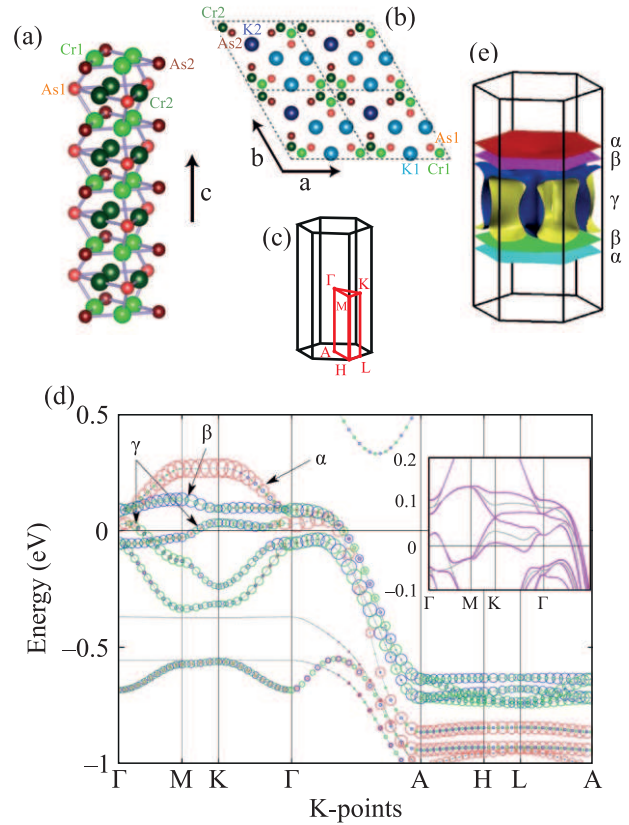 (a)
Cr1
As2
As1
Cr2
c
(b)
Cr2
K2
As2
As1
b
a
K1 Cr1
(c)
Γ
K
M
A
H
L
(e)
α
β
γ
β
α
(d)
0.5
0
−0.5
−1
Energy (eV)
γ
β
α
0.2
0.1
0
−0.1
Γ M K Γ
Γ M K Γ A H L A
K-points